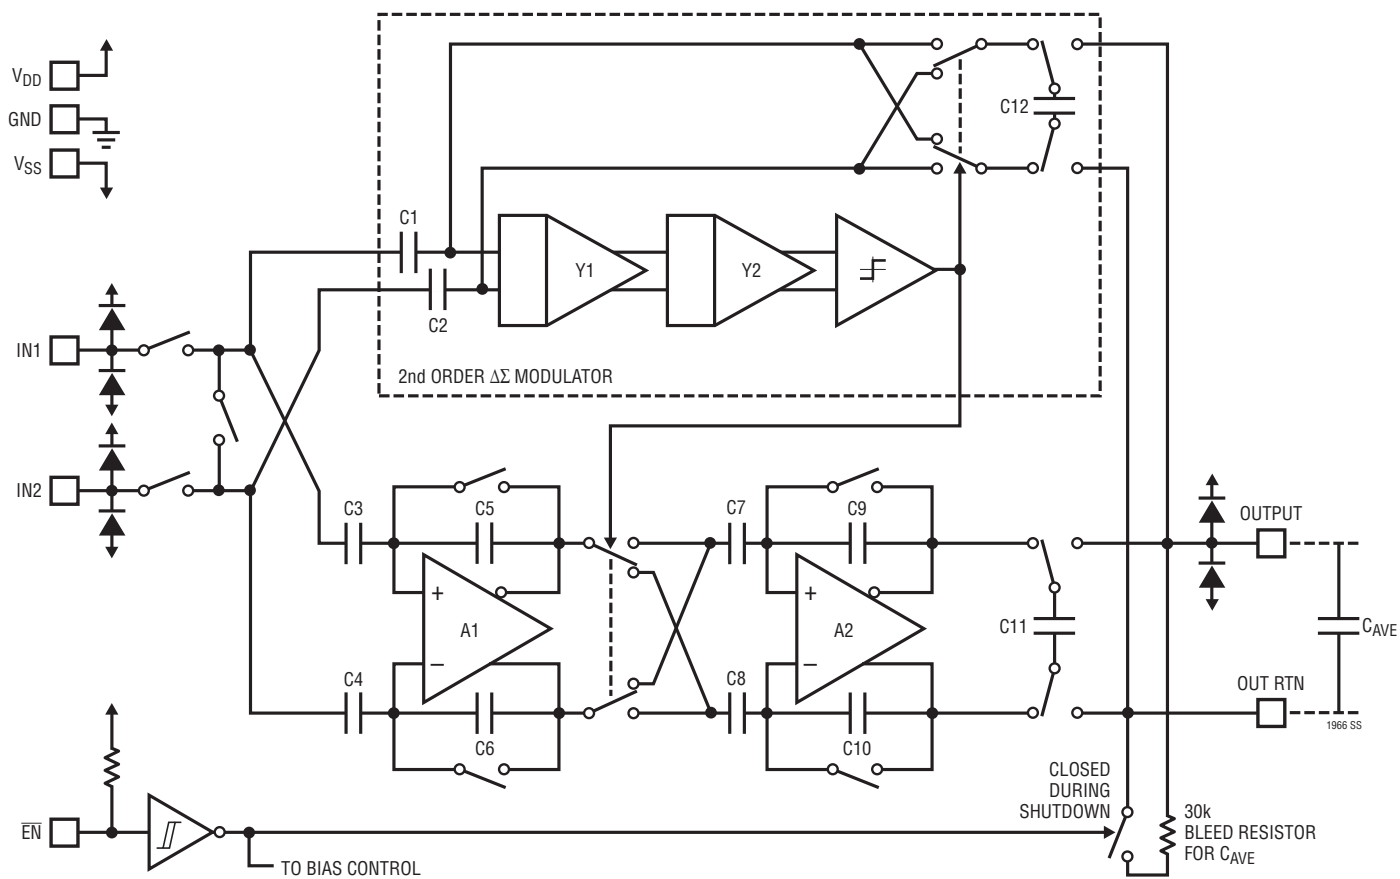 VDD
GND
VSS
C12
C1
C2
Y1
Y2
2nd ORDER ΔΣ MODULATOR
IN1
IN2
C3
C5
C7
C9
OUTPUT
+
A1
–
+
A2
–
C11
CAVE
C4
C6
C8
C10
OUT RTN
1966 SS
CLOSED
DURING
SHUTDOWN
30k
BLEED RESISTOR
FOR CAVE
E̅N̅
TO BIAS CONTROL